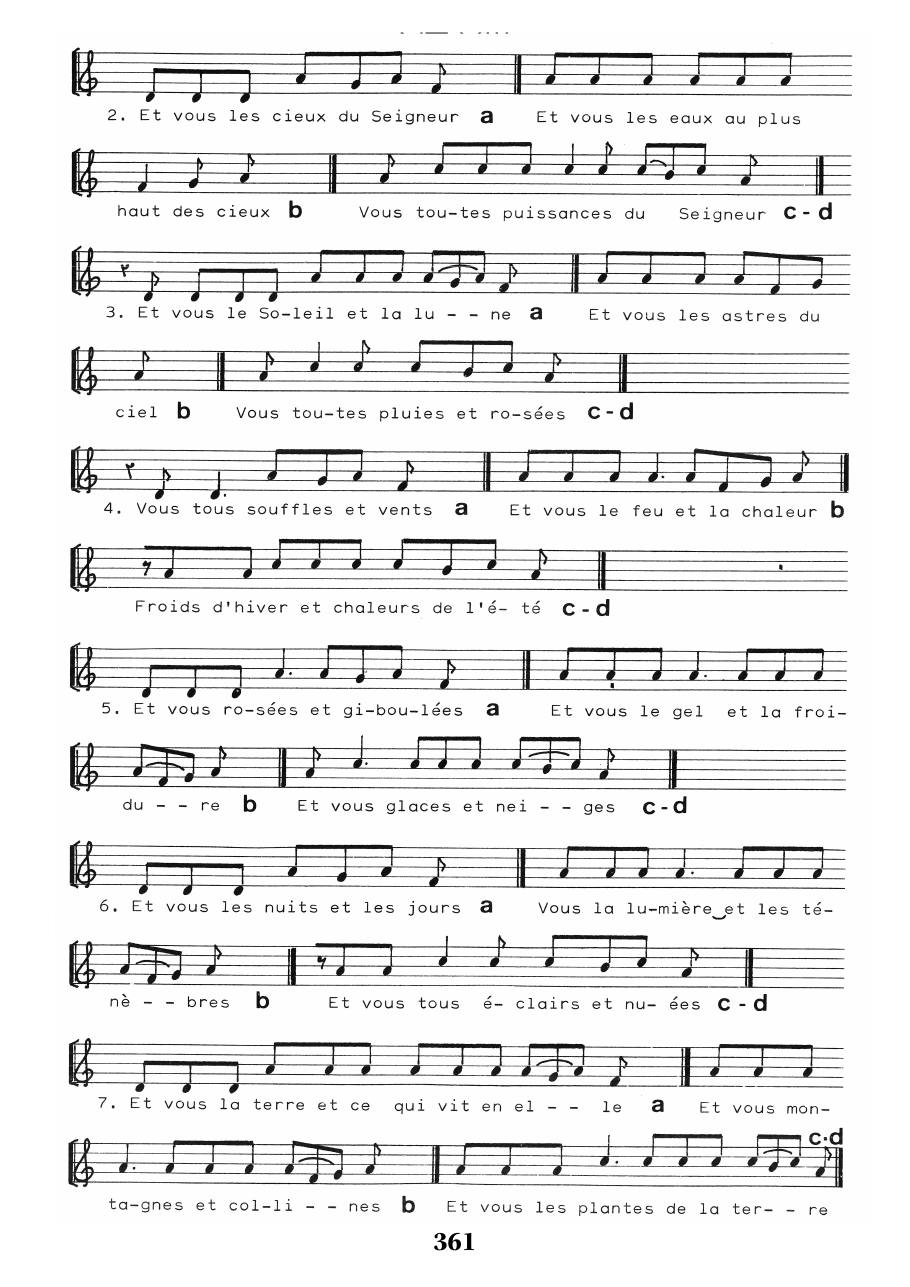 2. Et vous les cieux du Seigneur a Et vous les eaux au plus
haut des cieux b Vous tou-tes puissances du Seigneur c - d
3. Et vous le So-leil et la lu - - ne a Et vous les astres du
ciel b Vous tou-tes pluies et ro-sées c - d
4. Vous tous souffles et vents a Et vous le feu et la chaleur b
Froids d'hiver et chaleurs de l'é- té c - d
5. Et vous ro-sées et gi-bou-lées a Et vous le gel et la froi-
du - - re b Et vous glaces et nei - - ges c - d
6. Et vous les nuits et les jours a Vous la lu-mière‿et les té-
nè - - bres b Et vous tous é- clairs et nu- ées c - d
7. Et vous la terre et ce qui vit en el - - le a Et vous mon-
c·d
ta-gnes et col-li - - nes b Et vous les plantes de la ter- - re
361